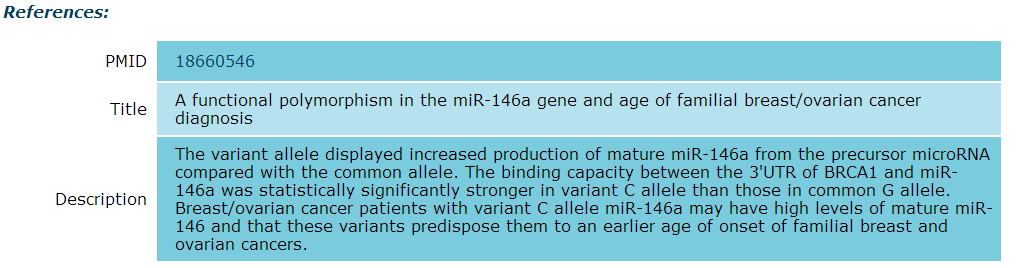 References:
PMID 18660546
Title
A functional polymorphism in the miR-146a gene and age of familial breast/ovarian cancer
diagnosis
Description
The variant allele displayed increased production of mature miR-146a from the precursor microRNA
compared with the common allele. The binding capacity between the 3'UTR of BRCA1 and miR-
146a was statistically significantly stronger in variant C allele than those in common G allele.
Breast/ovarian cancer patients with variant C allele miR-146a may have high levels of mature miR-
146 and that these variants predispose them to an earlier age of onset of familial breast and
ovarian cancers.